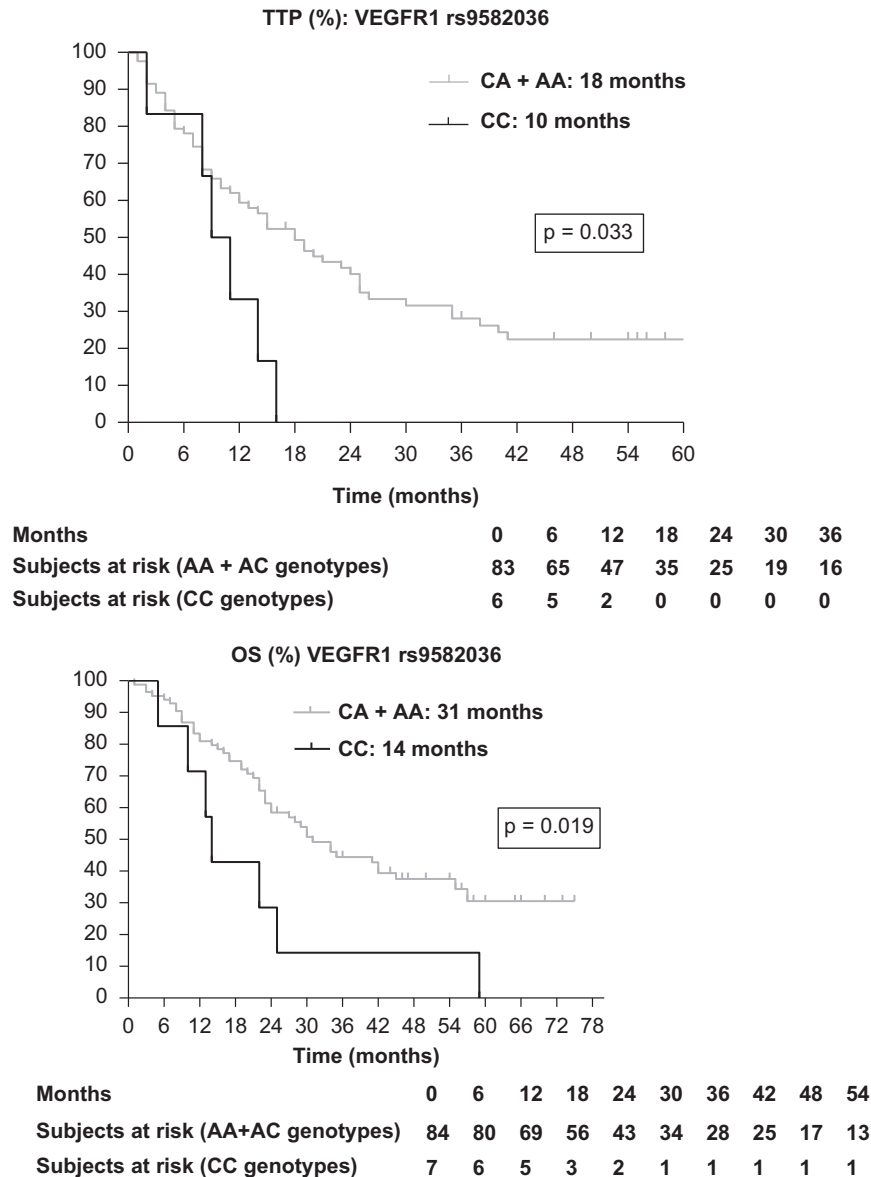 TTP (%): VEGFR1 rs9582036
100
90
80
70
60
50
40
30
20
10
0
CA + AA: 18 months
CC: 10 months
p = 0.033
0 6 12 18 24 30 36 42 48 54 60
Time (months)
Months 0 6 12 18 24 30 36
Subjects at risk (AA + AC genotypes) 83 65 47 35 25 19 16
Subjects at risk (CC genotypes) 6 5 2 0 0 0 0
OS (%) VEGFR1 rs9582036
100
90
80
70
60
50
40
30
20
10
0
CA + AA: 31 months
CC: 14 months
p = 0.019
0 6 12 18 24 30 36 42 48 54 60 66 72 78
Time (months)
Months 0 6 12 18 24 30 36 42 48 54
Subjects at risk (AA+AC genotypes) 84 80 69 56 43 34 28 25 17 13
Subjects at risk (CC genotypes) 7 6 5 3 2 1 1 1 1 1